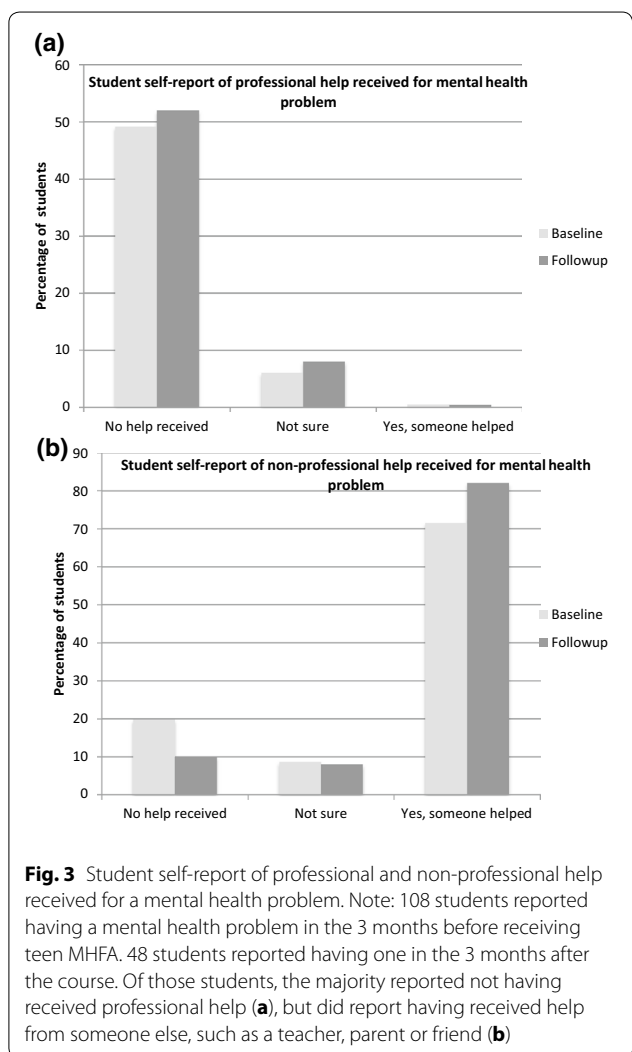 (a)
60
Student self-report of professional help received for mental health
problem
50
40
30
20
10
0
Percentage of students
Baseline
Followup
No help received Not sure Yes, someone helped
(b)
90
Student self-report of non-professional help received for mental health
problem
80
70
60
50
40
30
20
10
0
Percentage of students
Baseline
Followup
No help received Not sure Yes, someone helped
Fig. 3 Student self-report of professional and non-professional help
received for a mental health problem. Note: 108 students reported
having a mental health problem in the 3 months before receiving
teen MHFA. 48 students reported having one in the 3 months after
the course. Of those students, the majority reported not having
received professional help (a), but did report having received help
from someone else, such as a teacher, parent or friend (b)